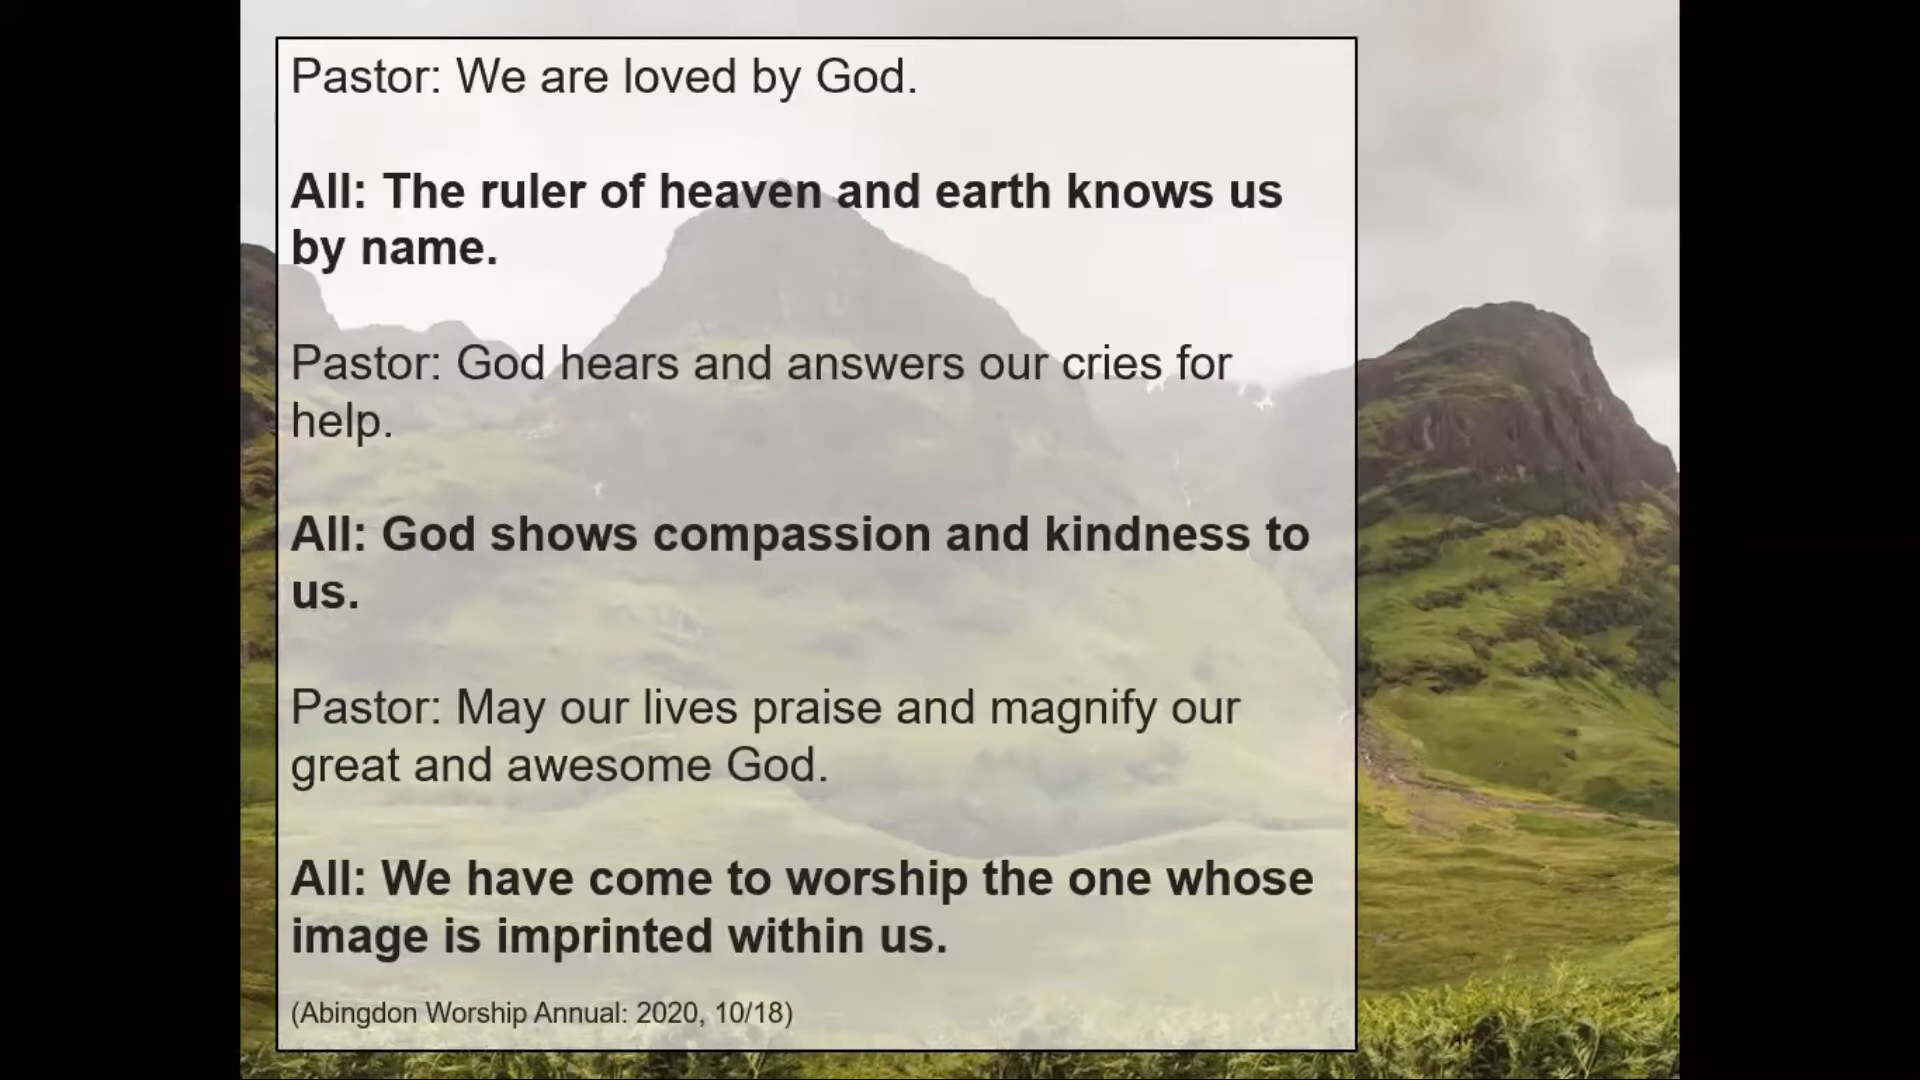 Pastor: We are loved by God.
All: The ruler of heaven and earth knows us
by name.
Pastor: God hears and answers our cries for
help.
All: God shows compassion and kindness to
us.
Pastor: May our lives praise and magnify our
great and awesome God.
All: We have come to worship the one whose
image is imprinted within us.
(Abingdon Worship Annual: 2020, 10/18)